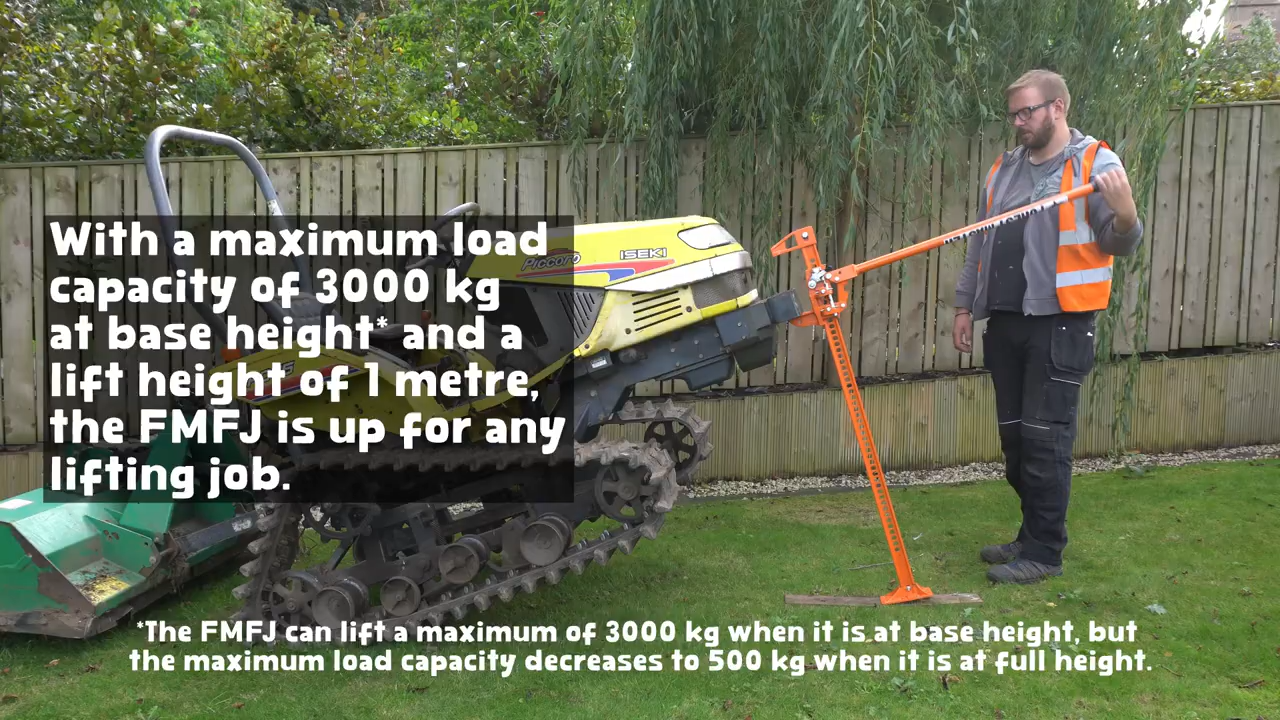 With a maximum load
capacity of 3000 kg
at base height* and a
lift height of 1 metre,
the FMFJ is up for any
lifting job.
Piccolo
ISEKI
*The FMFJ can lift a maximum of 3000 kg when it is at base height, but
the maximum load capacity decreases to 500 kg when it is at full height.